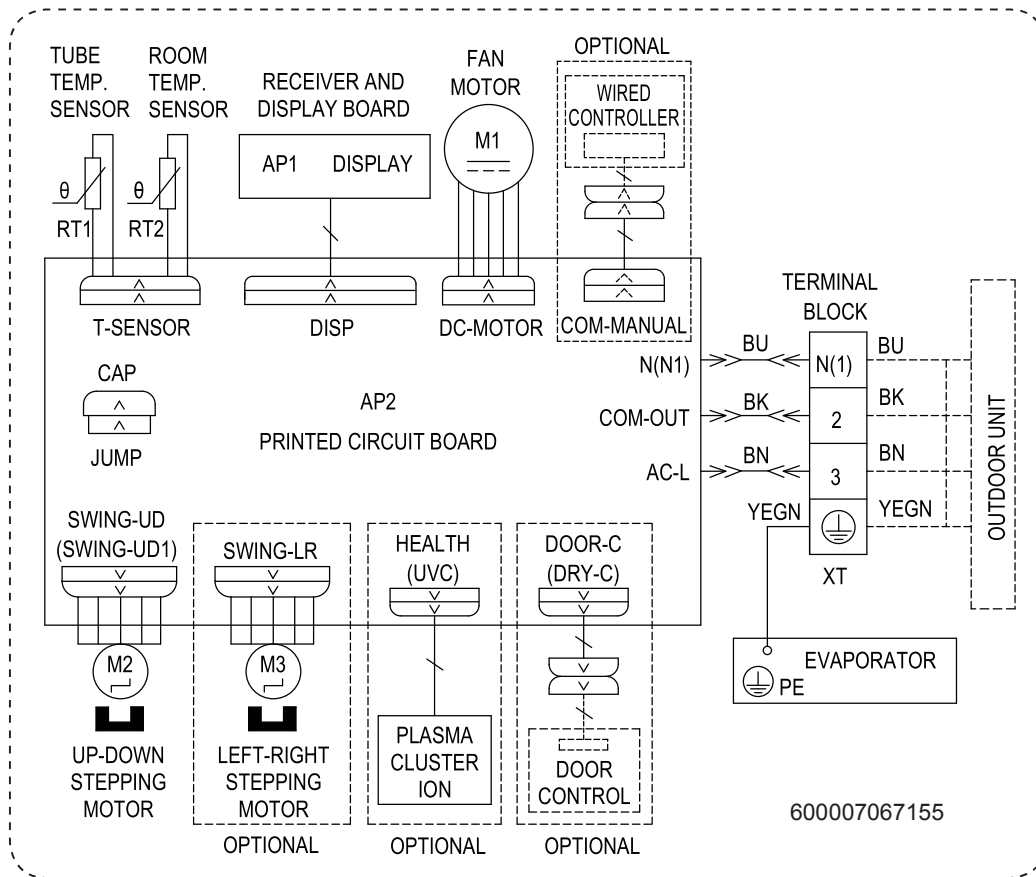 TUBE
TEMP.
SENSOR
ROOM
TEMP.
SENSOR
RECEIVER AND
DISPLAY BOARD
FAN
MOTOR
OPTIONAL
WIRED
CONTROLLER
AP1 DISPLAY
M1
θ
RT1
θ
RT2
T-SENSOR
DISP
DC-MOTOR
COM-MANUAL
TERMINAL
BLOCK
N(N1)
BU
N(1)
BU
CAP
JUMP
AP2
PRINTED CIRCUIT BOARD
COM-OUT
BK
2
BK
AC-L
BN
3
BN
YEGN
YEGN
XT
OUTDOOR UNIT
SWING-UD
(SWING-UD1)
SWING-LR
HEALTH
(UVC)
DOOR-C
(DRY-C)
M2
M3
EVAPORATOR
PE
UP-DOWN
STEPPING
MOTOR
LEFT-RIGHT
STEPPING
MOTOR
PLASMA
CLUSTER
ION
DOOR
CONTROL
OPTIONAL
OPTIONAL
OPTIONAL
600007067155